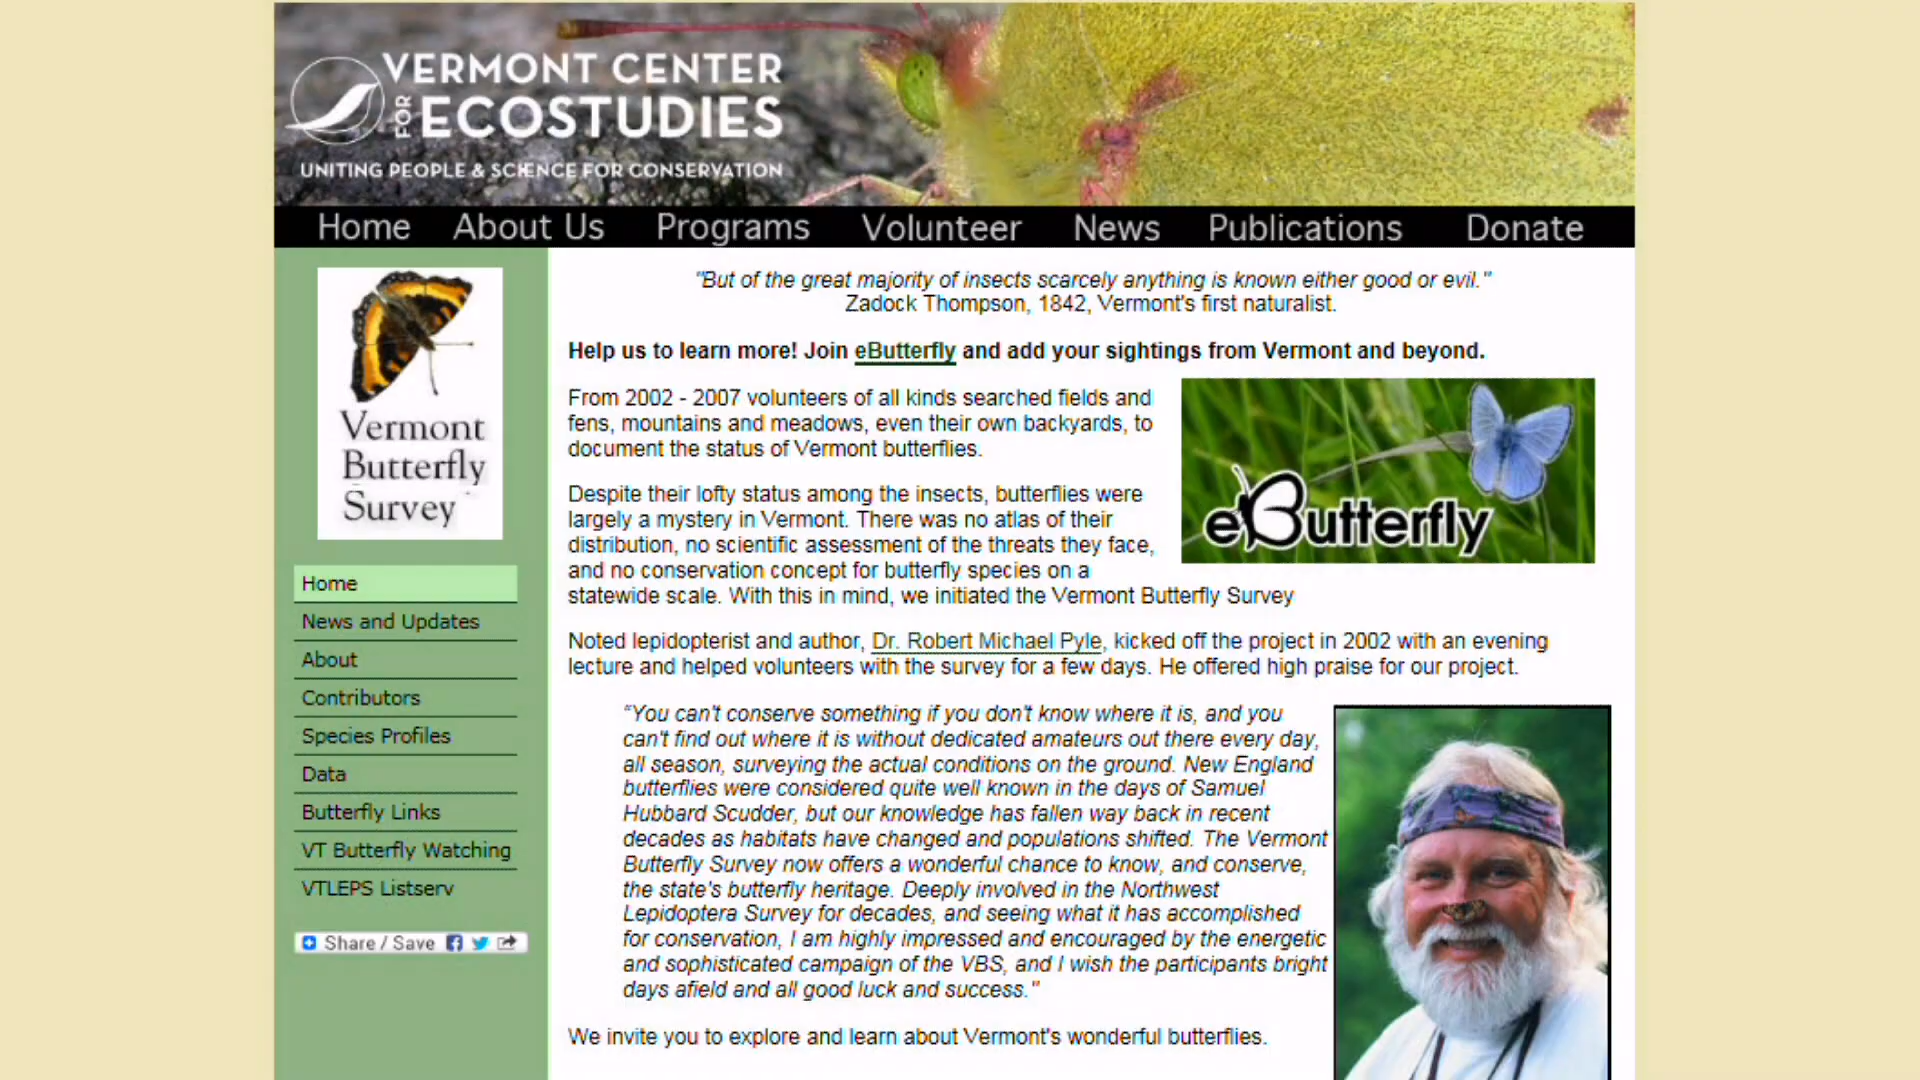 VERMONT CENTER
FOR ECOSTUDIES
UNITING PEOPLE & SCIENCE FOR CONSERVATION
Home About Us Programs Volunteer News Publications Donate
Vermont
Butterfly
Survey
Home
News and Updates
About
Contributors
Species Profiles
Data
Butterfly Links
VT Butterfly Watching
VTLEPS Listserv
Share / Save
"But of the great majority of insects scarcely anything is known either good or evil."
Zadock Thompson, 1842, Vermont's first naturalist.
Help us to learn more! Join eButterfly and add your sightings from Vermont and beyond.
From 2002 - 2007 volunteers of all kinds searched fields and
fens, mountains and meadows, even their own backyards, to
document the status of Vermont butterflies.
eButterfly
Despite their lofty status among the insects, butterflies were
largely a mystery in Vermont. There was no atlas of their
distribution, no scientific assessment of the threats they face,
and no conservation concept for butterfly species on a
statewide scale. With this in mind, we initiated the Vermont Butterfly Survey
Noted lepidopterist and author, Dr. Robert Michael Pyle, kicked off the project in 2002 with an evening
lecture and helped volunteers with the survey for a few days. He offered high praise for our project.
"You can't conserve something if you don't know where it is, and you
can't find out where it is without dedicated amateurs out there every day,
all season, surveying the actual conditions on the ground. New England
butterflies were considered quite well known in the days of Samuel
Hubbard Scudder, but our knowledge has fallen way back in recent
decades as habitats have changed and populations shifted. The Vermont
Butterfly Survey now offers a wonderful chance to know, and conserve,
the state's butterfly heritage. Deeply involved in the Northwest
Lepidoptera Survey for decades, and seeing what it has accomplished
for conservation, I am highly impressed and encouraged by the energetic
and sophisticated campaign of the VBS, and I wish the participants bright
days afield and all good luck and success."
We invite you to explore and learn about Vermont's wonderful butterflies.